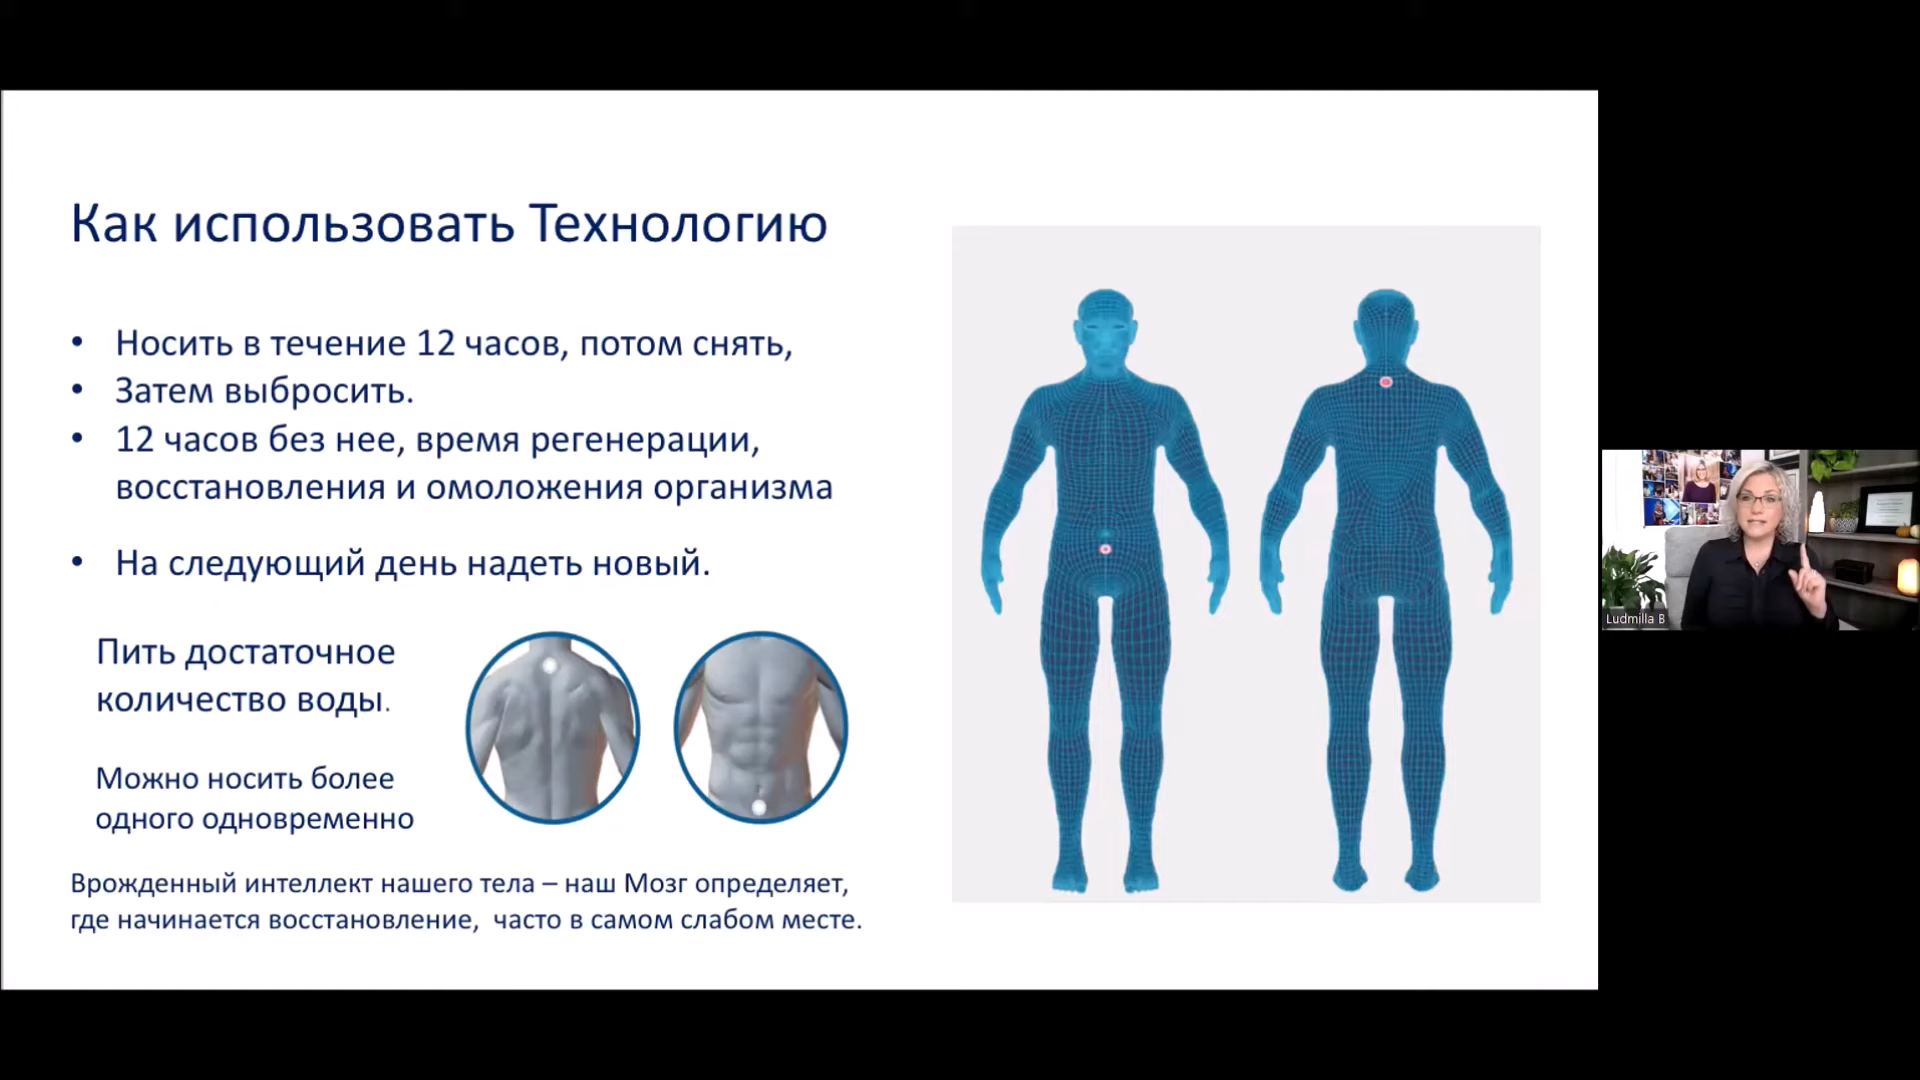 Как использовать Технологию
• Носить в течение 12 часов, потом снять,
• Затем выбросить.
• 12 часов без нее, время регенерации,
восстановления и омоложения организма
• На следующий день надеть новый.
Пить достаточное
количество воды.
Можно носить более
одного одновременно
Врожденный интеллект нашего тела – наш Мозг определяет,
где начинается восстановление, часто в самом слабом месте.
Ludmilla B